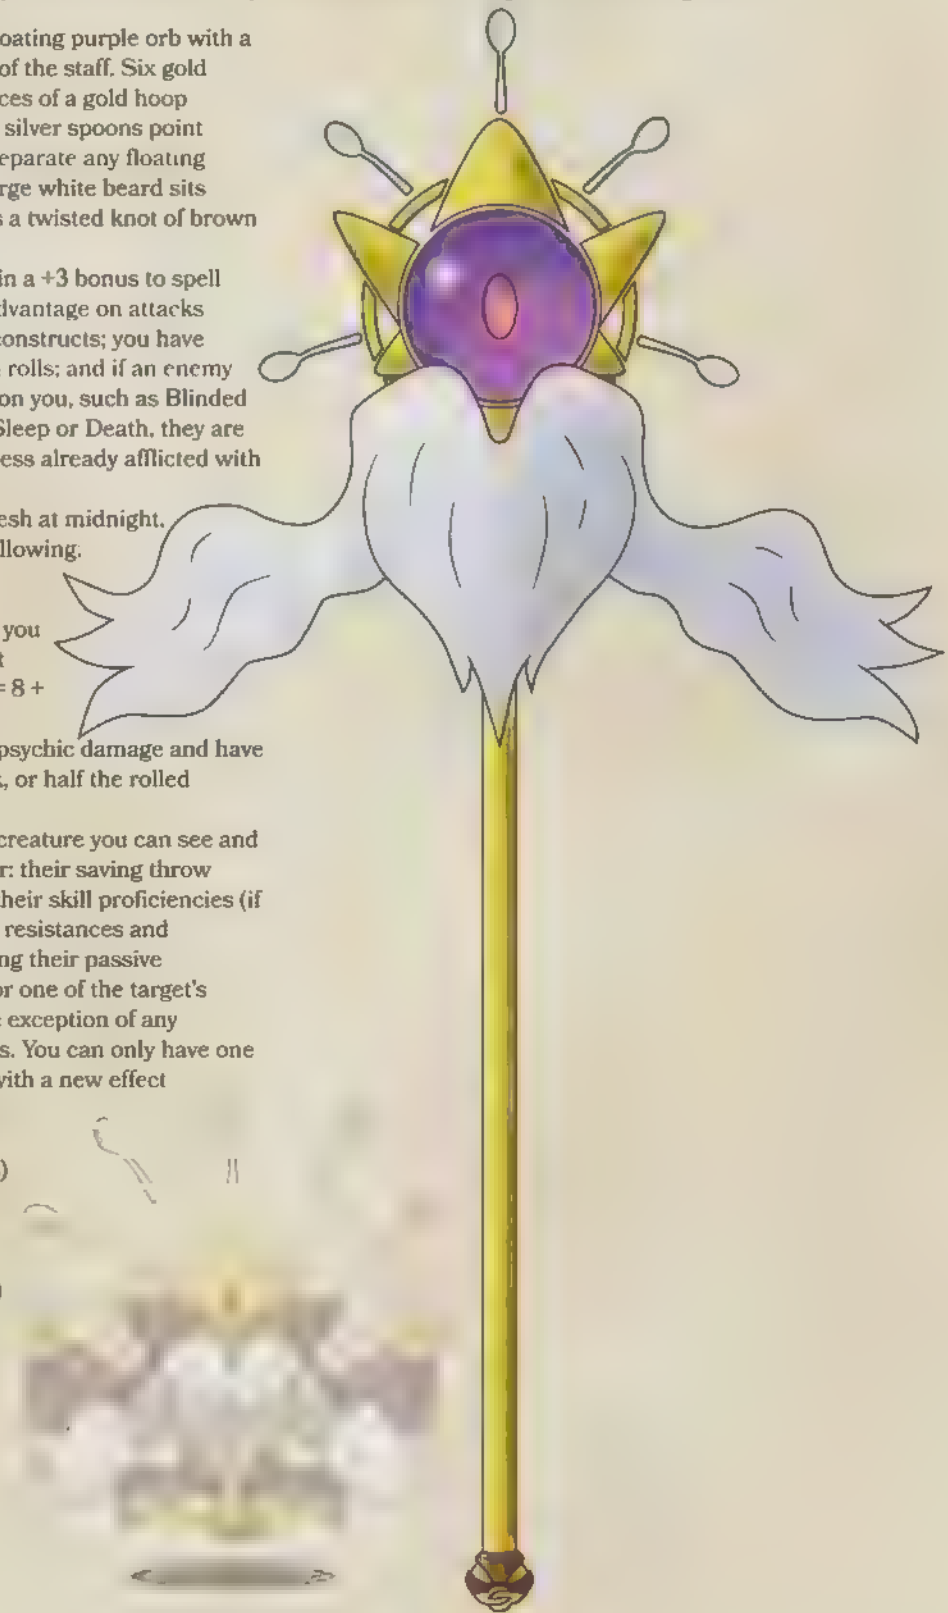 oating purple orb with a
of the staff. Six gold
ces of a gold hoop
silver spoons point
eparate any floating
rge white beard sits
s a twisted knot of brown
in a +3 bonus to spell
dvantage on attacks
constructs; you have
rolls; and if an enemy
on you, such as Blinded
Sleep or Death, they are
ess already afflicted with
esh at midnight.
llowing:
you
t
= 8 +
psychic damage and have
, or half the rolled
creature you can see and
r: their saving throw
their skill proficiencies (if
resistances and
ng their passive
or one of the target's
exception of any
s. You can only have one
with a new effect
)